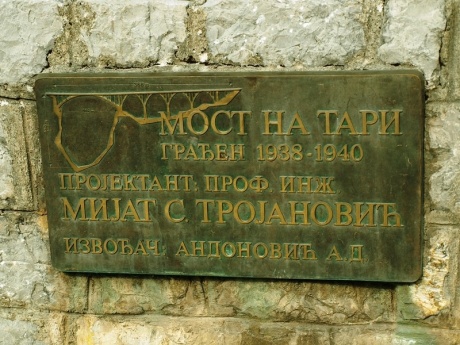 МОСТ НА ТАРИ
ГРАЂЕН 1938-1940
ПРОЈЕКТАНТ: ПРОФ. ИНЖ.
МИЈАТ С. ТРОЈАНОВИЋ
ИЗВОЂАЧ: АНДОНОВИЋ А.Д.